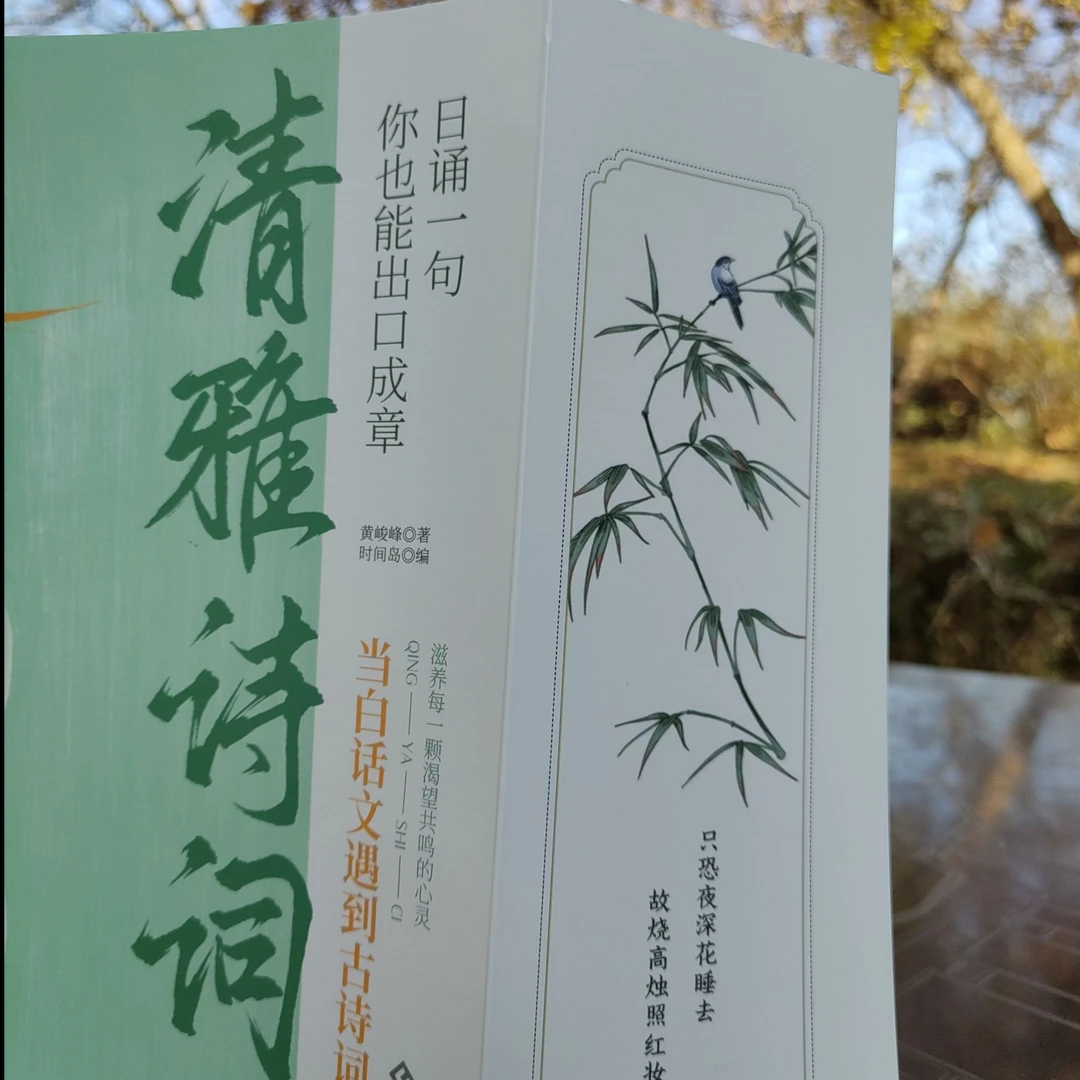 清雅诗词
日诵一句
你也能出口成章
黄峻峰◎著
时间岛◎编
滋养每一颗渴望共鸣的心灵
QING — YA — SHI — CI
当白话文遇到古诗词
只恐夜深花睡去
故烧高烛照红妆